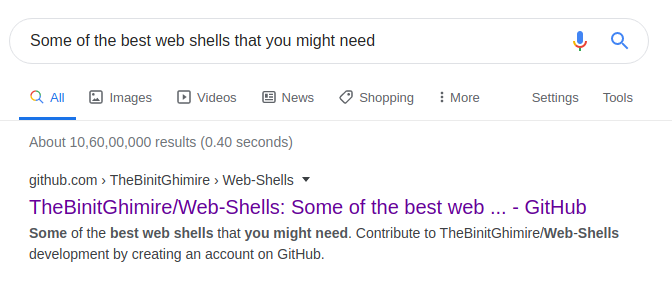 Some of the best web shells that you might need
All Images Videos News Shopping More Settings Tools
About 10,60,00,000 results (0.40 seconds)
github.com › TheBinitGhimire › Web-Shells
TheBinitGhimire/Web-Shells: Some of the best web ... - GitHub
Some of the best web shells that you might need. Contribute to TheBinitGhimire/Web-Shells
development by creating an account on GitHub.